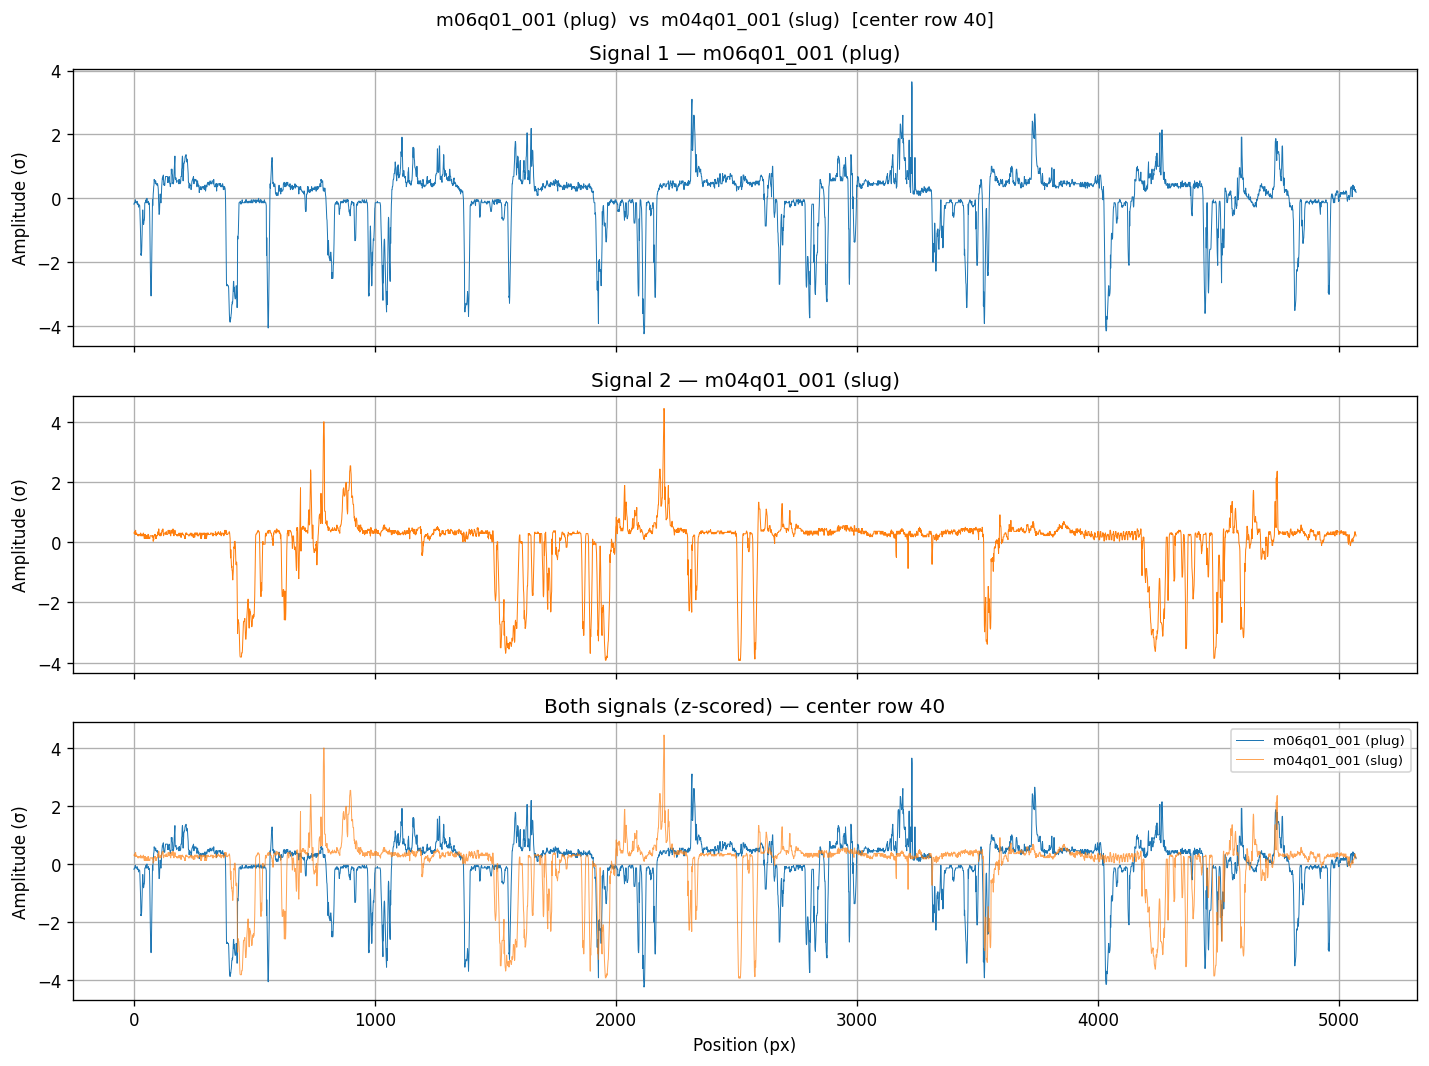 m06q01_001 (plug)  vs  m04q01_001 (slug)  [center row 40]
Signal 1 — m06q01_001 (plug)
Amplitude (σ)
4
2
0
−2
−4
Signal 2 — m04q01_001 (slug)
Amplitude (σ)
4
2
0
−2
−4
Both signals (z-scored) — center row 40
Amplitude (σ)
4
2
0
−2
−4
m06q01_001 (plug)
m04q01_001 (slug)
0 1000 2000 3000 4000 5000
Position (px)